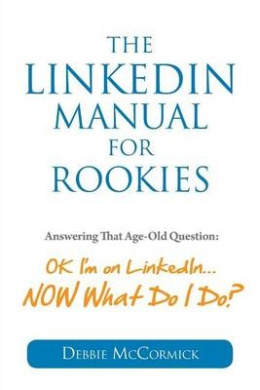 THE
LINKEDIN
MANUAL
FOR
ROOKIES
Answering That Age-Old Question:
OK I'm on LinkedIn...
NOW What Do I Do?
DEBBIE MCCORMICK